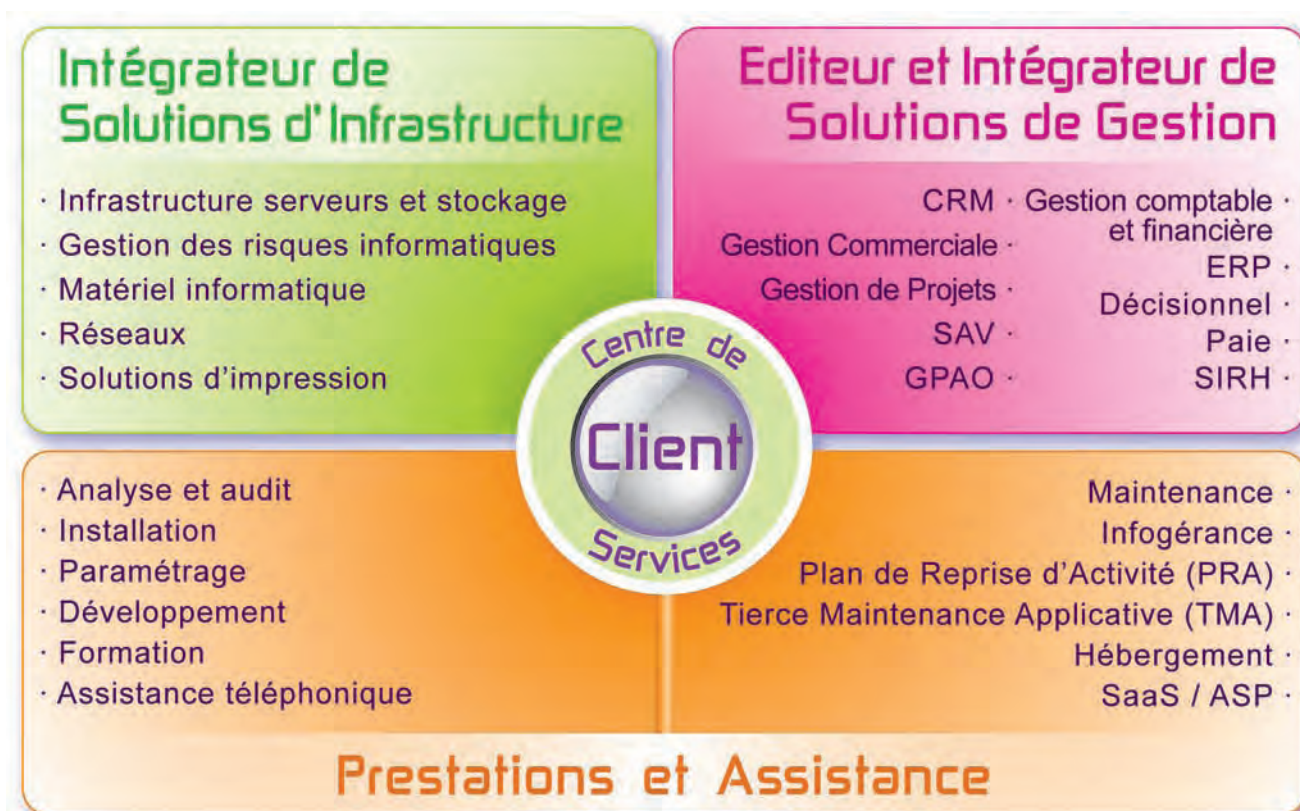 Intégrateur de
Solutions d'Infrastructure
· Infrastructure serveurs et stockage
· Gestion des risques informatiques
· Matériel informatique
· Réseaux
· Solutions d'impression
Editeur et Intégrateur de
Solutions de Gestion
CRM ·
Gestion Commerciale ·
Gestion de Projets ·
SAV ·
GPAO ·
Gestion comptable ·
et financière
ERP ·
Décisionnel ·
Paie ·
SIRH ·
Centre de
Client
Services
· Analyse et audit
· Installation
· Paramétrage
· Développement
· Formation
· Assistance téléphonique
Maintenance ·
Infogérance ·
Plan de Reprise d'Activité (PRA) ·
Tierce Maintenance Applicative (TMA) ·
Hébergement ·
SaaS / ASP ·
Prestations et Assistance